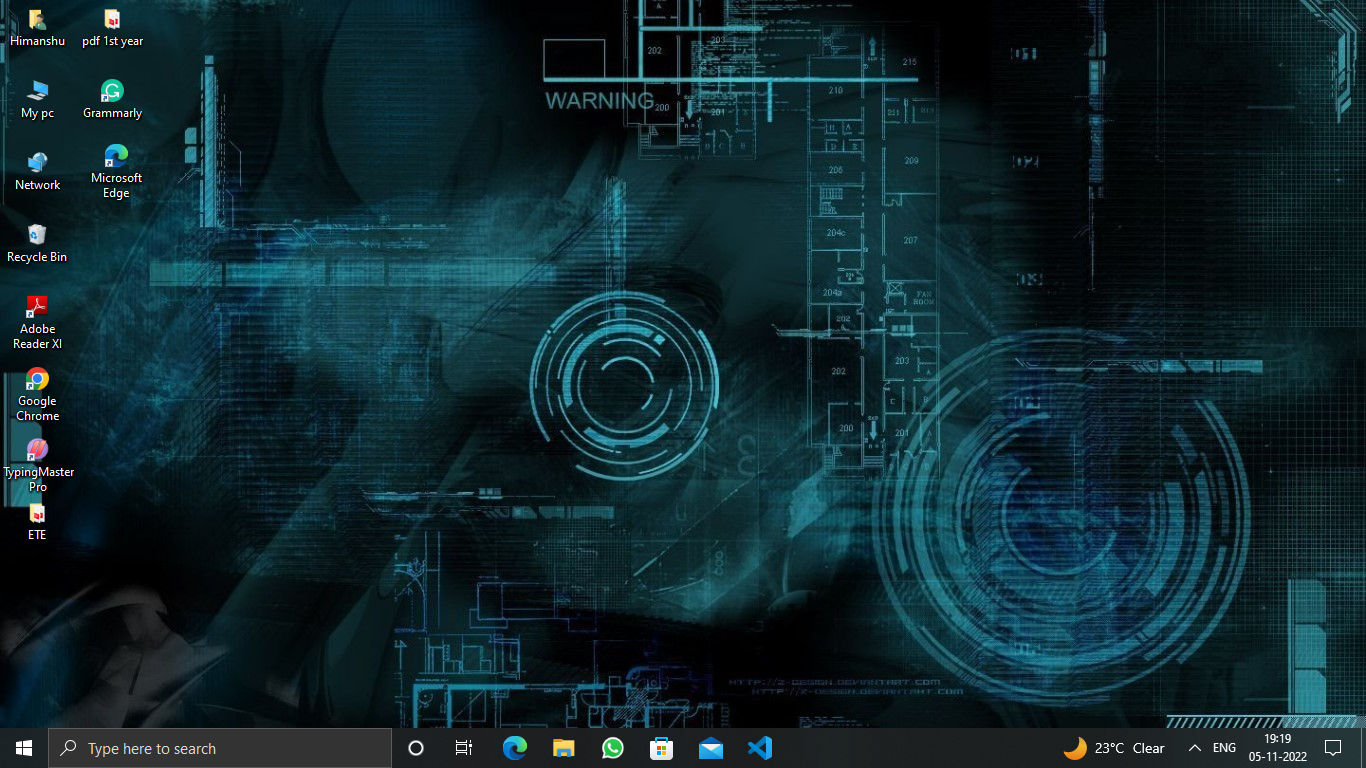 Himanshu
pdf 1st year
My pc
Grammarly
Network
Microsoft
Edge
Recycle Bin
Adobe
Reader XI
Google
Chrome
TypingMaster
Pro
ETE
WARNING
202
203
200
201
215
210
211
209
206
204c
207
204a
FAN
ROOM
202
203
202
200
201
HTTP://Z-DESIGN.DEVIANTART.COM
HTTP://Z-DESIGN.DEVIANTART.COM
Type here to search
23°C Clear
ENG
19:19
05-11-2022